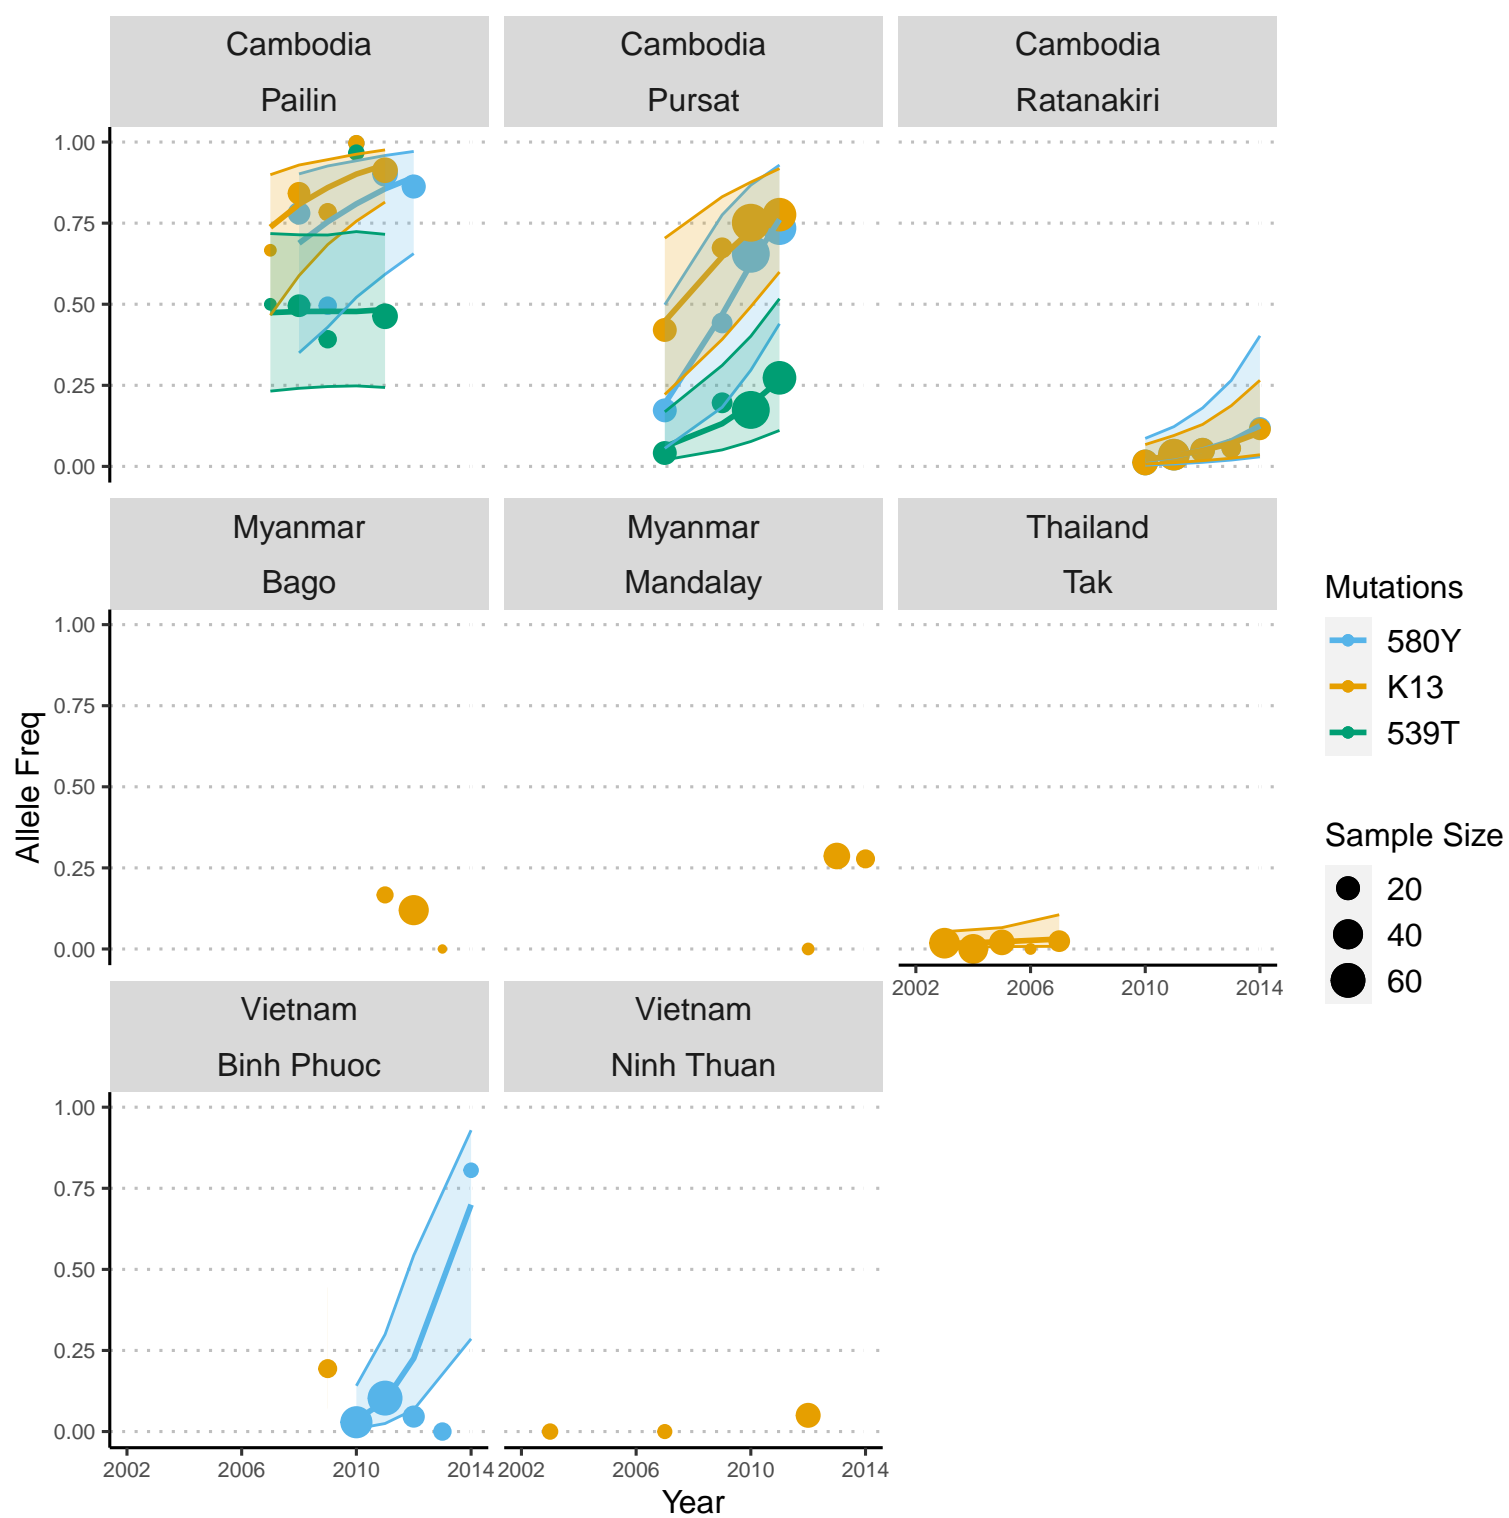 Cambodia Cambodia Cambodia
Pailin Pursat Ratanakiri
1.00
0.75
0.50
0.25
0.00
Myanmar Myanmar Thailand
Bago Mandalay Tak
1.00
0.75
0.50
0.25
0.00
2002 2006 2010 2014
Vietnam Vietnam
Binh Phuoc Ninh Thuan
1.00
0.75
0.50
0.25
0.00
2002 2006 2010 2014 2002 2006 2010 2014
Year
Allele Freq
Mutations
580Y
K13
539T
Sample Size
20
40
60